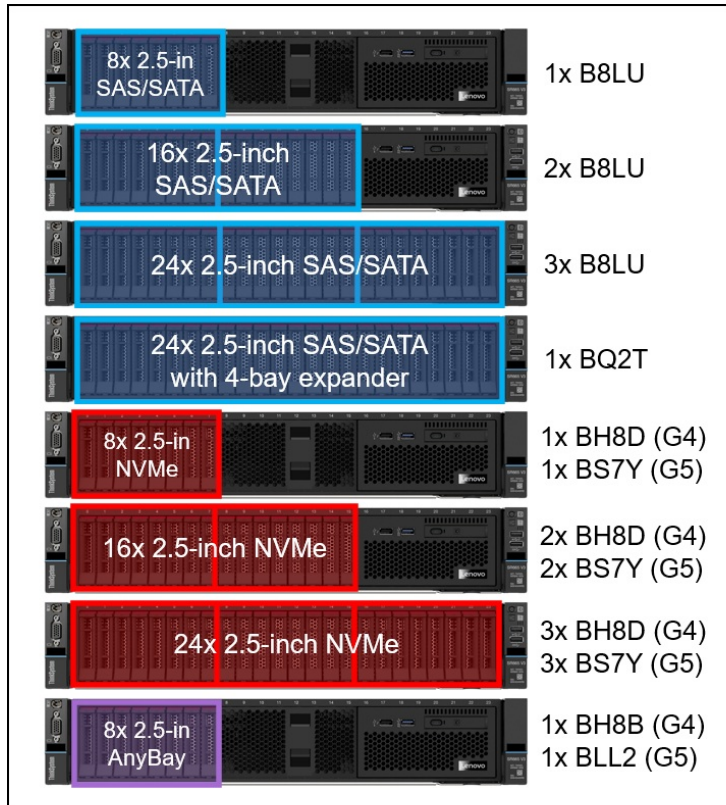 8x 2.5-in
SAS/SATA
1x B8LU
16x 2.5-inch
SAS/SATA
2x B8LU
24x 2.5-inch SAS/SATA
3x B8LU
24x 2.5-inch SAS/SATA
with 4-bay expander
1x BQ2T
8x 2.5-in
NVMe
1x BH8D (G4)
1x BS7Y (G5)
16x 2.5-inch NVMe
2x BH8D (G4)
2x BS7Y (G5)
24x 2.5-inch NVMe
3x BH8D (G4)
3x BS7Y (G5)
8x 2.5-in
AnyBay
1x BH8B (G4)
1x BLL2 (G5)